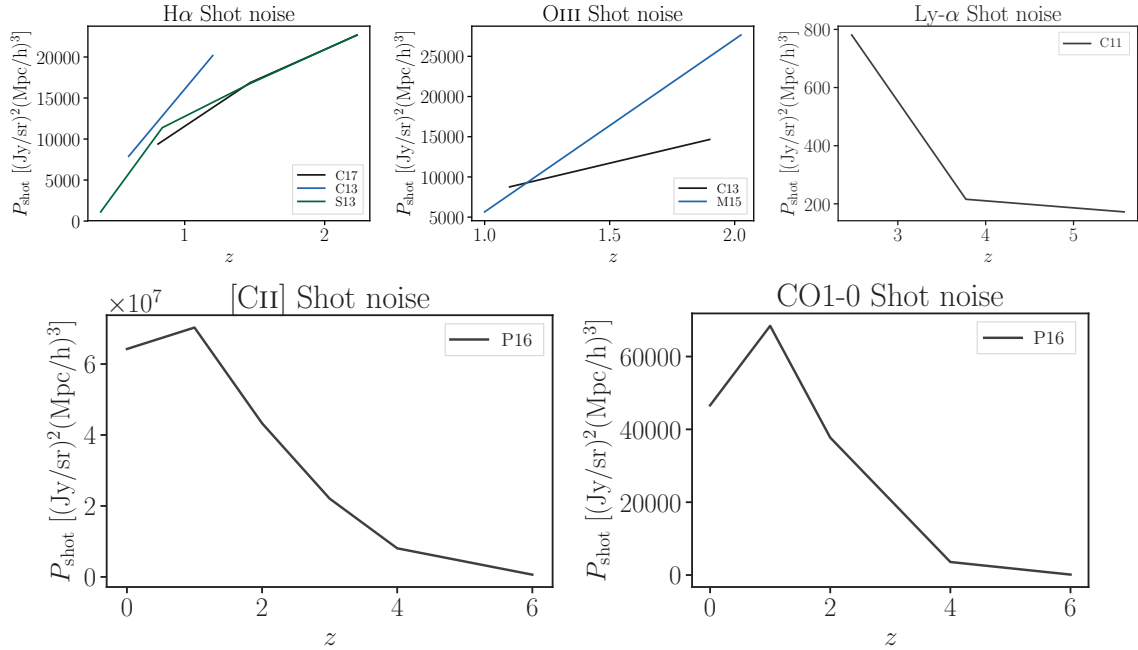 Hα Shot noise
P_shot [(Jy/sr)^2(Mpc/h)^3]
20000
15000
10000
5000
0
1
2
z
C17
C13
S13
OIII Shot noise
P_shot [(Jy/sr)^2(Mpc/h)^3]
25000
20000
15000
10000
5000
1.0
1.5
2.0
z
C13
M15
Ly-α Shot noise
P_shot [(Jy/sr)^2(Mpc/h)^3]
800
600
400
200
3
4
5
z
C11
[CII] Shot noise
×10^7
P_shot [(Jy/sr)^2(Mpc/h)^3]
6
4
2
0
0
2
4
6
z
P16
CO1-0 Shot noise
P_shot [(Jy/sr)^2(Mpc/h)^3]
60000
40000
20000
0
0
2
4
6
z
P16